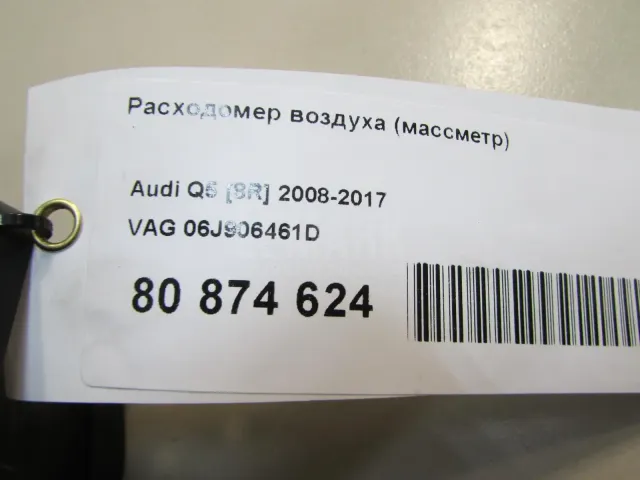 Расходомер воздуха (массметр)
Audi Q5 [8R] 2008-2017
VAG 06J906461D
80 874 624